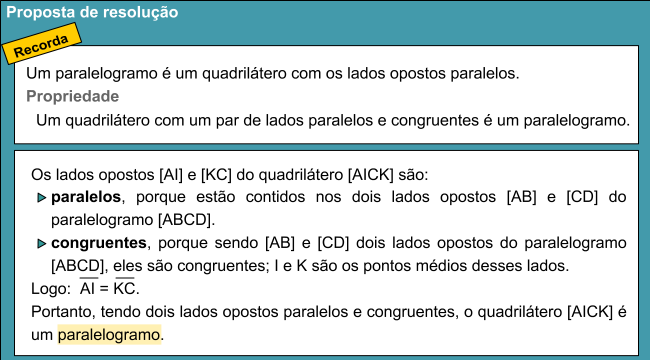 Proposta de resolução
Recorda
Um paralelogramo é um quadrilátero com os lados opostos paralelos.
Propriedade
Um quadrilátero com um par de lados paralelos e congruentes é um paralelogramo.
Os lados opostos [AI] e [KC] do quadrilátero [AICK] são:
paralelos, porque estão contidos nos dois lados opostos [AB] e [CD] do
paralelogramo [ABCD].
congruentes, porque sendo [AB] e [CD] dois lados opostos do paralelogramo
[ABCD], eles são congruentes; I e K são os pontos médios desses lados.
Logo: A̅I̅ = K̅C̅.
Portanto, tendo dois lados opostos paralelos e congruentes, o quadrilátero [AICK] é
um paralelogramo.